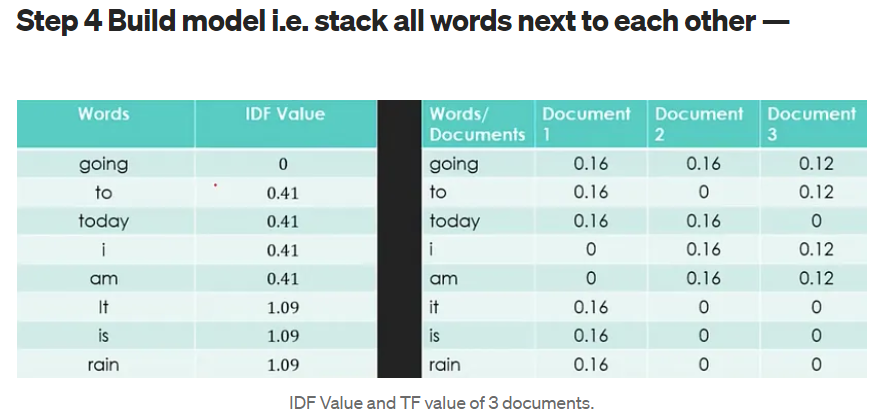 Step 4 Build model i.e. stack all words next to each other —
Words IDF Value
going 0
to 0.41
today 0.41
i 0.41
am 0.41
It 1.09
is 1.09
rain 1.09
Words/ Documents Document 1 Document 2 Document 3
going 0.16 0.16 0.12
to 0.16 0 0.12
today 0.16 0.16 0
i 0 0.16 0.12
am 0 0.16 0.12
it 0.16 0 0
is 0.16 0 0
rain 0.16 0 0
IDF Value and TF value of 3 documents.